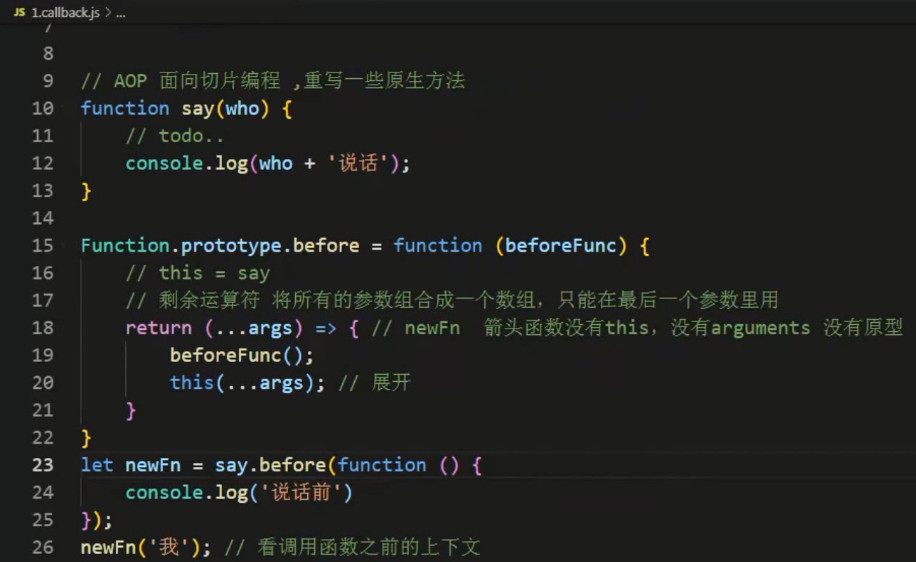 JS 1.callback.js > ...
7
8
9 // AOP 面向切片编程 ,重写一些原生方法
10 function say(who) {
11     // todo..
12     console.log(who + '说话');
13 }
14
15 Function.prototype.before = function (beforeFunc) {
16     // this = say
17     // 剩余运算符 将所有的参数组合成一个数组，只能在最后一个参数里用
18     return (...args) => { // newFn  箭头函数没有this，没有arguments 没有原型
19         beforeFunc();
20         this(...args); // 展开
21     }
22 }
23 let newFn = say.before(function () {
24     console.log('说话前')
25 });
26 newFn('我'); // 看调用函数之前的上下文